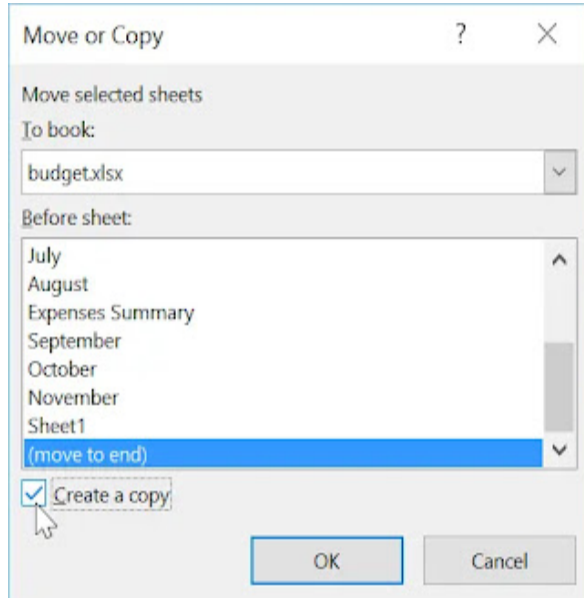 Move or Copy ?
Move selected sheets
To book:
budget.xlsx
Before sheet:
July
August
Expenses Summary
September
October
November
Sheet1
(move to end)
Create a copy
OK Cancel